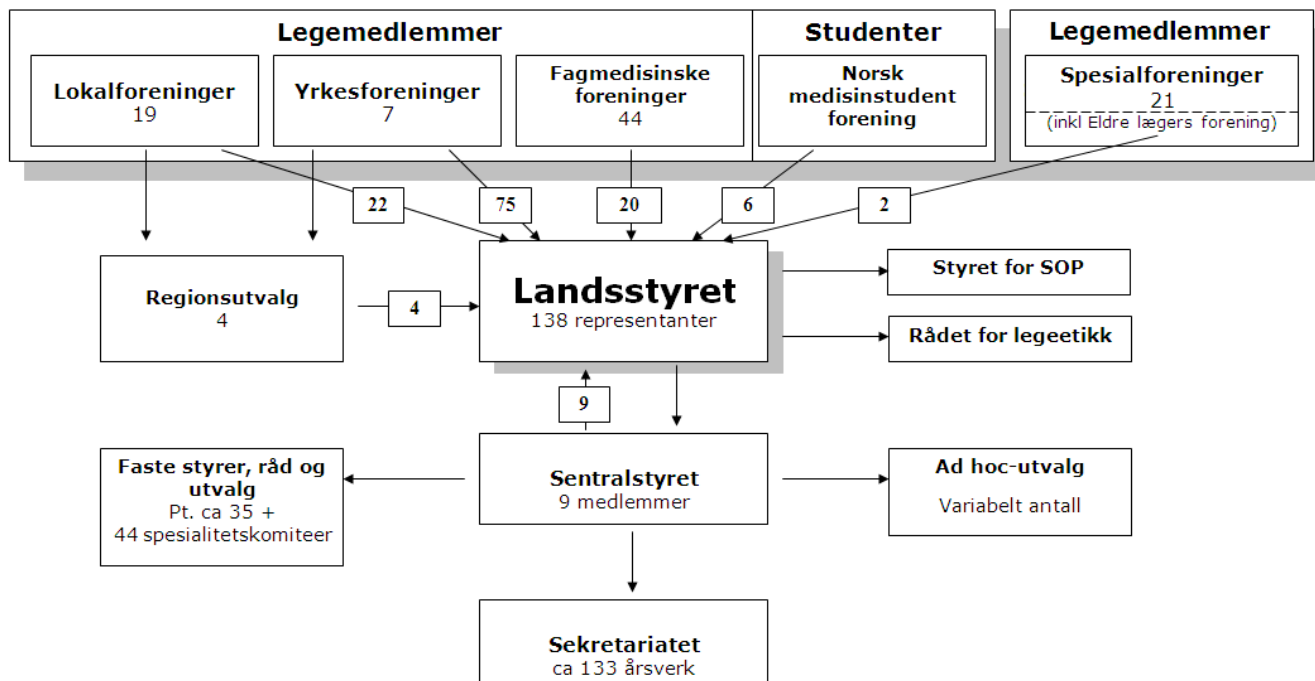 Legemedlemmer
Studenter
Legemedlemmer
Lokalforeninger
19
Yrkesforeninger
7
Fagmedisinske
foreninger
44
Norsk
medisinstudent
forening
Spesialforeninger
21
(inkl Eldre lægers forening)
22
75
20
6
2
Regionsutvalg
4
4
Landsstyret
138 representanter
Styret for SOP
Rådet for legeetikk
9
Faste styrer, råd og
utvalg
Pt. ca 35 +
44 spesialitetskomiteer
Sentralstyret
9 medlemmer
Ad hoc-utvalg
Variabelt antall
Sekretariatet
ca 133 årsverk